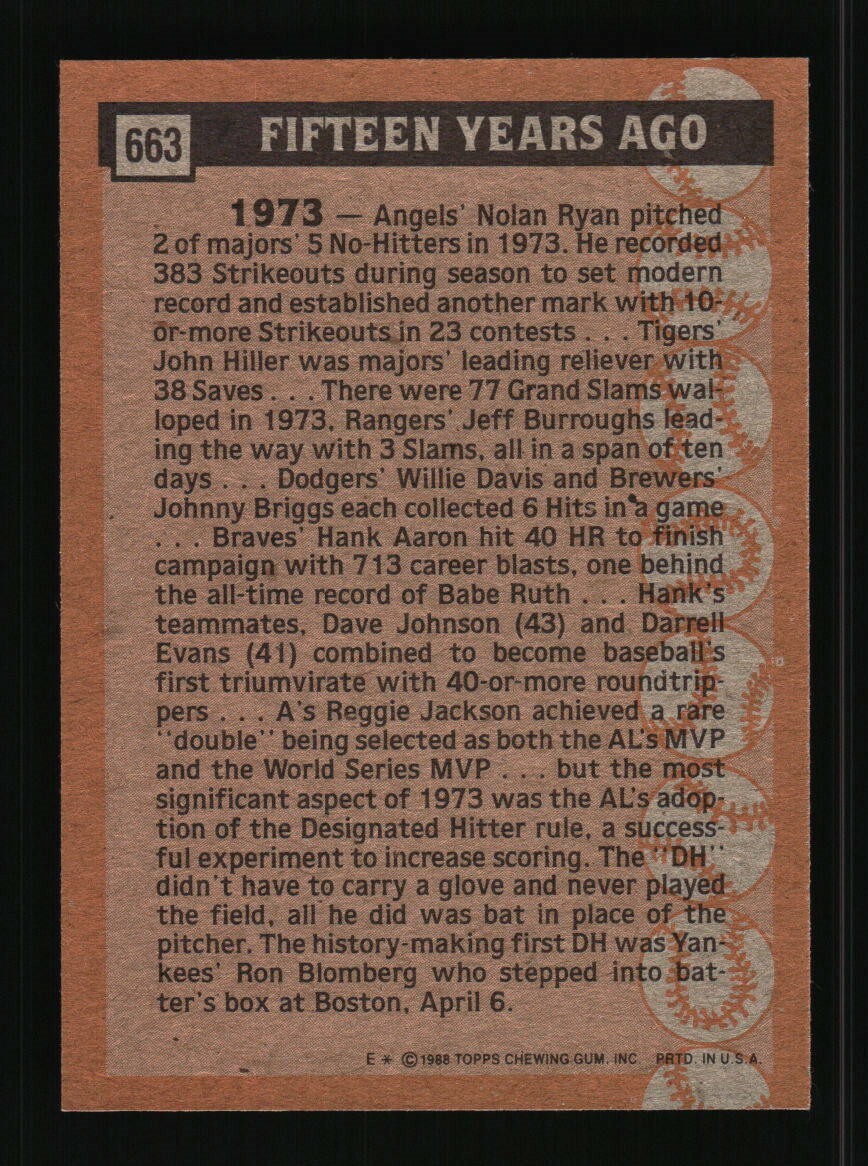 663 FIFTEEN YEARS AGO
1973 — Angels' Nolan Ryan pitched
2 of majors' 5 No-Hitters in 1973. He recorded
383 Strikeouts during season to set modern
record and established another mark with 10-
or-more Strikeouts in 23 contests . . . Tigers'
John Hiller was majors' leading reliever with
38 Saves . . . There were 77 Grand Slams wal-
loped in 1973, Rangers' Jeff Burroughs lead-
ing the way with 3 Slams, all in a span of ten
days . . . Dodgers' Willie Davis and Brewers'
Johnny Briggs each collected 6 Hits in a game
. . . Braves' Hank Aaron hit 40 HR to finish
campaign with 713 career blasts, one behind
the all-time record of Babe Ruth . . . Hank's
teammates, Dave Johnson (43) and Darrell
Evans (41) combined to become baseball's
first triumvirate with 40-or-more roundtrip-
pers . . . A's Reggie Jackson achieved a rare
"double" being selected as both the AL's MVP
and the World Series MVP . . . but the most
significant aspect of 1973 was the AL's adop-
tion of the Designated Hitter rule, a success-
ful experiment to increase scoring. The "DH"
didn't have to carry a glove and never played
the field, all he did was bat in place of the
pitcher. The history-making first DH was Yan-
kees' Ron Blomberg who stepped into bat-
ter's box at Boston, April 6.
E * © 1988 TOPPS CHEWING GUM, INC. PRTD. IN U.S.A.